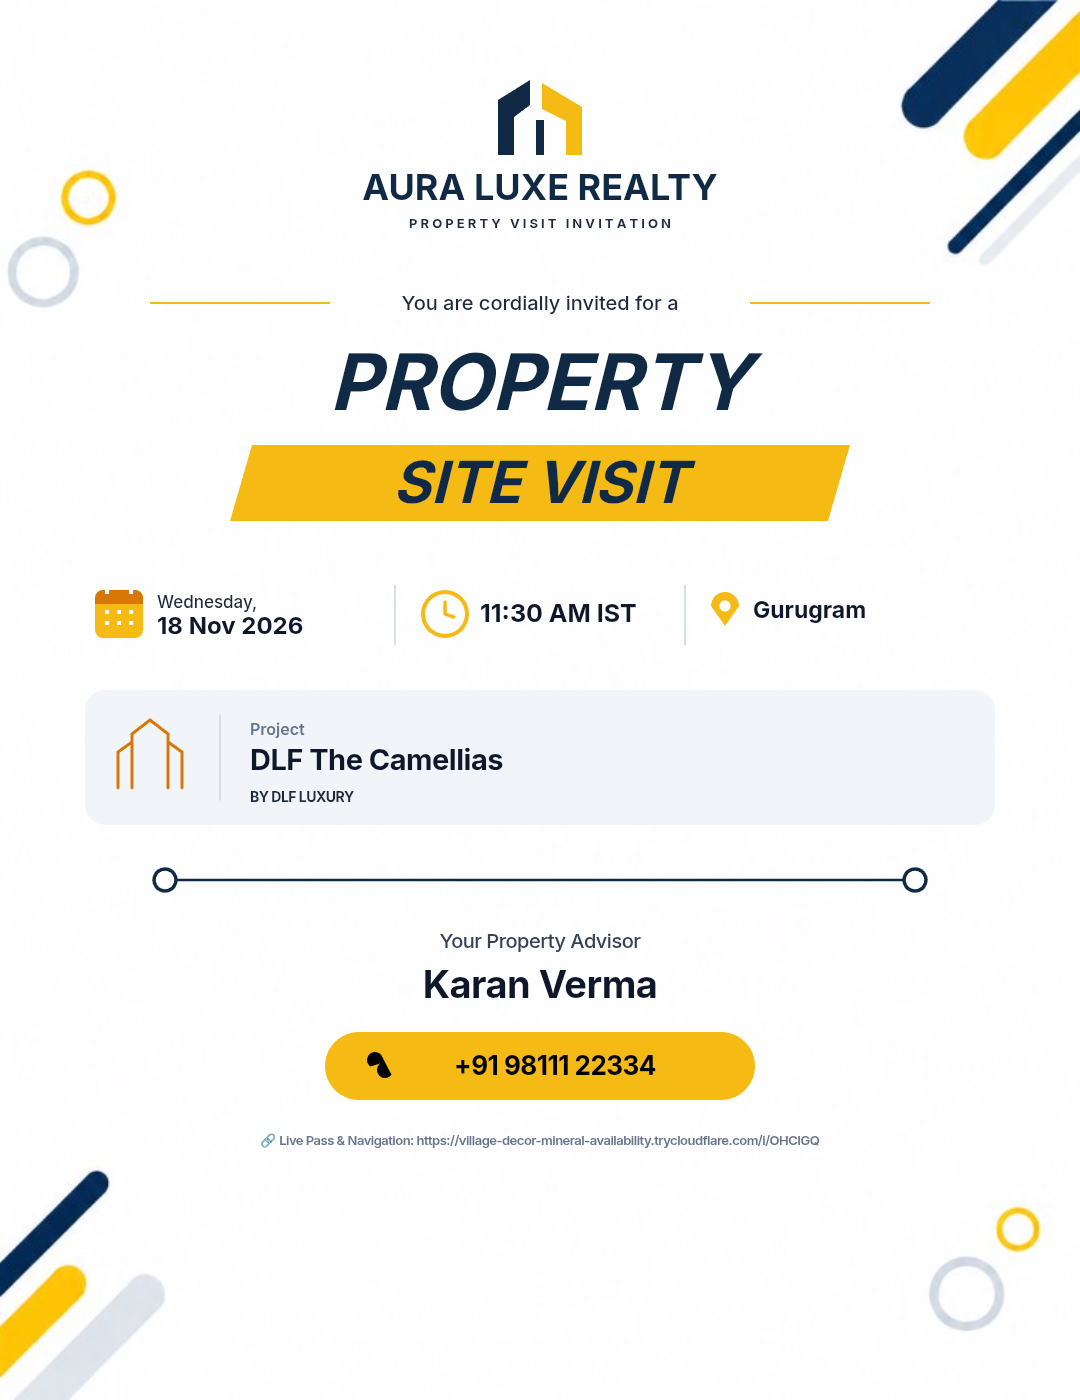 AURA LUXE REALTY
PROPERTY VISIT INVITATION
You are cordially invited for a
PROPERTY
SITE VISIT
Wednesday,
18 Nov 2026
11:30 AM IST
Gurugram
Project
DLF The Camellias
BY DLF LUXURY
Your Property Advisor
Karan Verma
+91 98111 22334
🔗 Live Pass & Navigation: https://village-decor-mineral-availability.trycloudflare.com/i/OHCIGQ